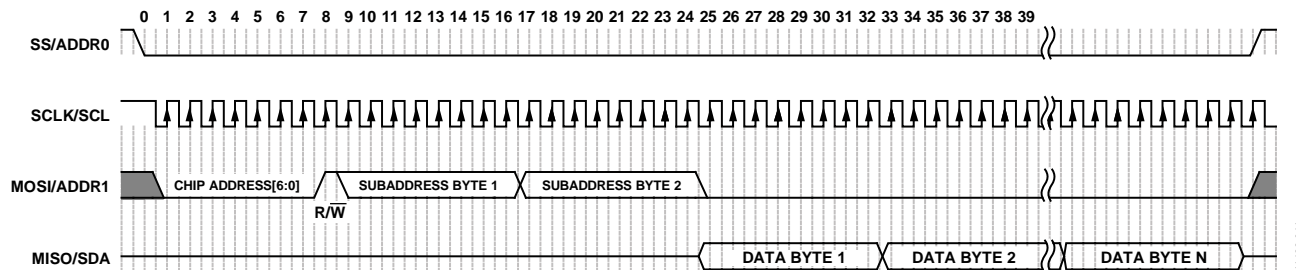 0 1 2 3 4 5 6 7 8 9 10 11 12 13 14 15 16 17 18 19 20 21 22 23 24 25 26 27 28 29 30 31 32 33 34 35 36 37 38 39
SS/ADDR0
SCLK/SCL
MOSI/ADDR1 CHIP ADDRESS[6:0] SUBADDRESS BYTE 1 SUBADDRESS BYTE 2
R/W̅
MISO/SDA DATA BYTE 1 DATA BYTE 2 DATA BYTE N